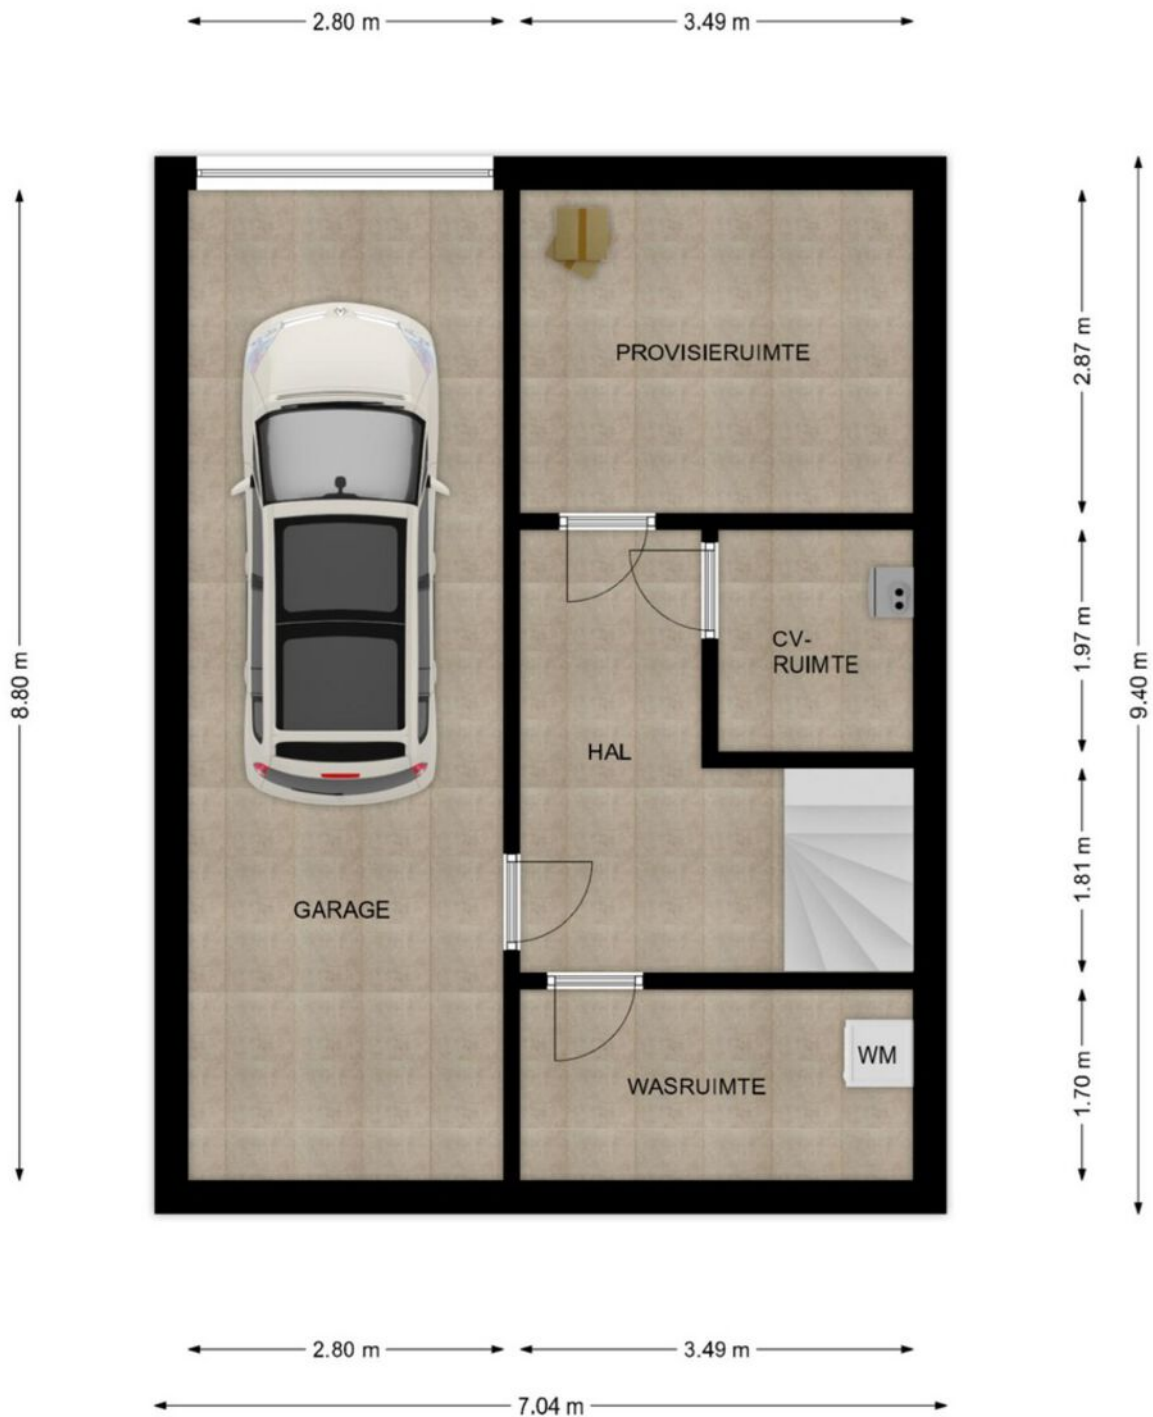 2.80 m
3.49 m
PROVISIERUIMTE
2.87 m
CV-
RUIMTE
1.97 m
8.80 m
9.40 m
HAL
1.81 m
GARAGE
WM
WASRUIMTE
1.70 m
2.80 m
3.49 m
7.04 m